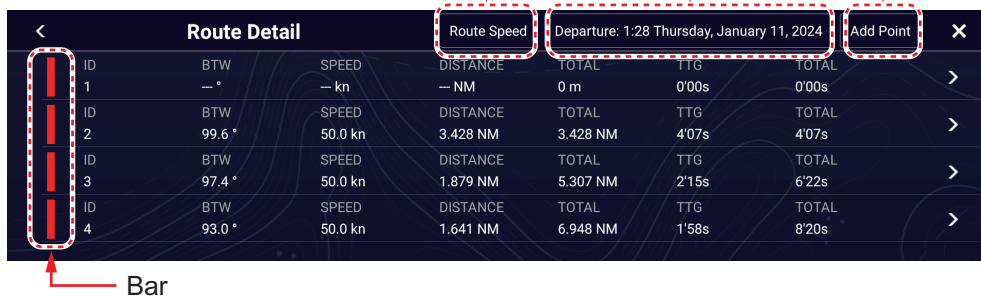 Route Detail Route Speed Departure: 1:28 Thursday, January 11, 2024 Add Point
ID BTW SPEED DISTANCE TOTAL TTG TOTAL
1 --- ° --- kn --- NM 0 m 0'00s 0'00s
ID BTW SPEED DISTANCE TOTAL TTG TOTAL
2 99.6 ° 50.0 kn 3.428 NM 3.428 NM 4'07s 4'07s
ID BTW SPEED DISTANCE TOTAL TTG TOTAL
3 97.4 ° 50.0 kn 1.879 NM 5.307 NM 2'15s 6'22s
ID BTW SPEED DISTANCE TOTAL TTG TOTAL
4 93.0 ° 50.0 kn 1.641 NM 6.948 NM 1'58s 8'20s
Bar